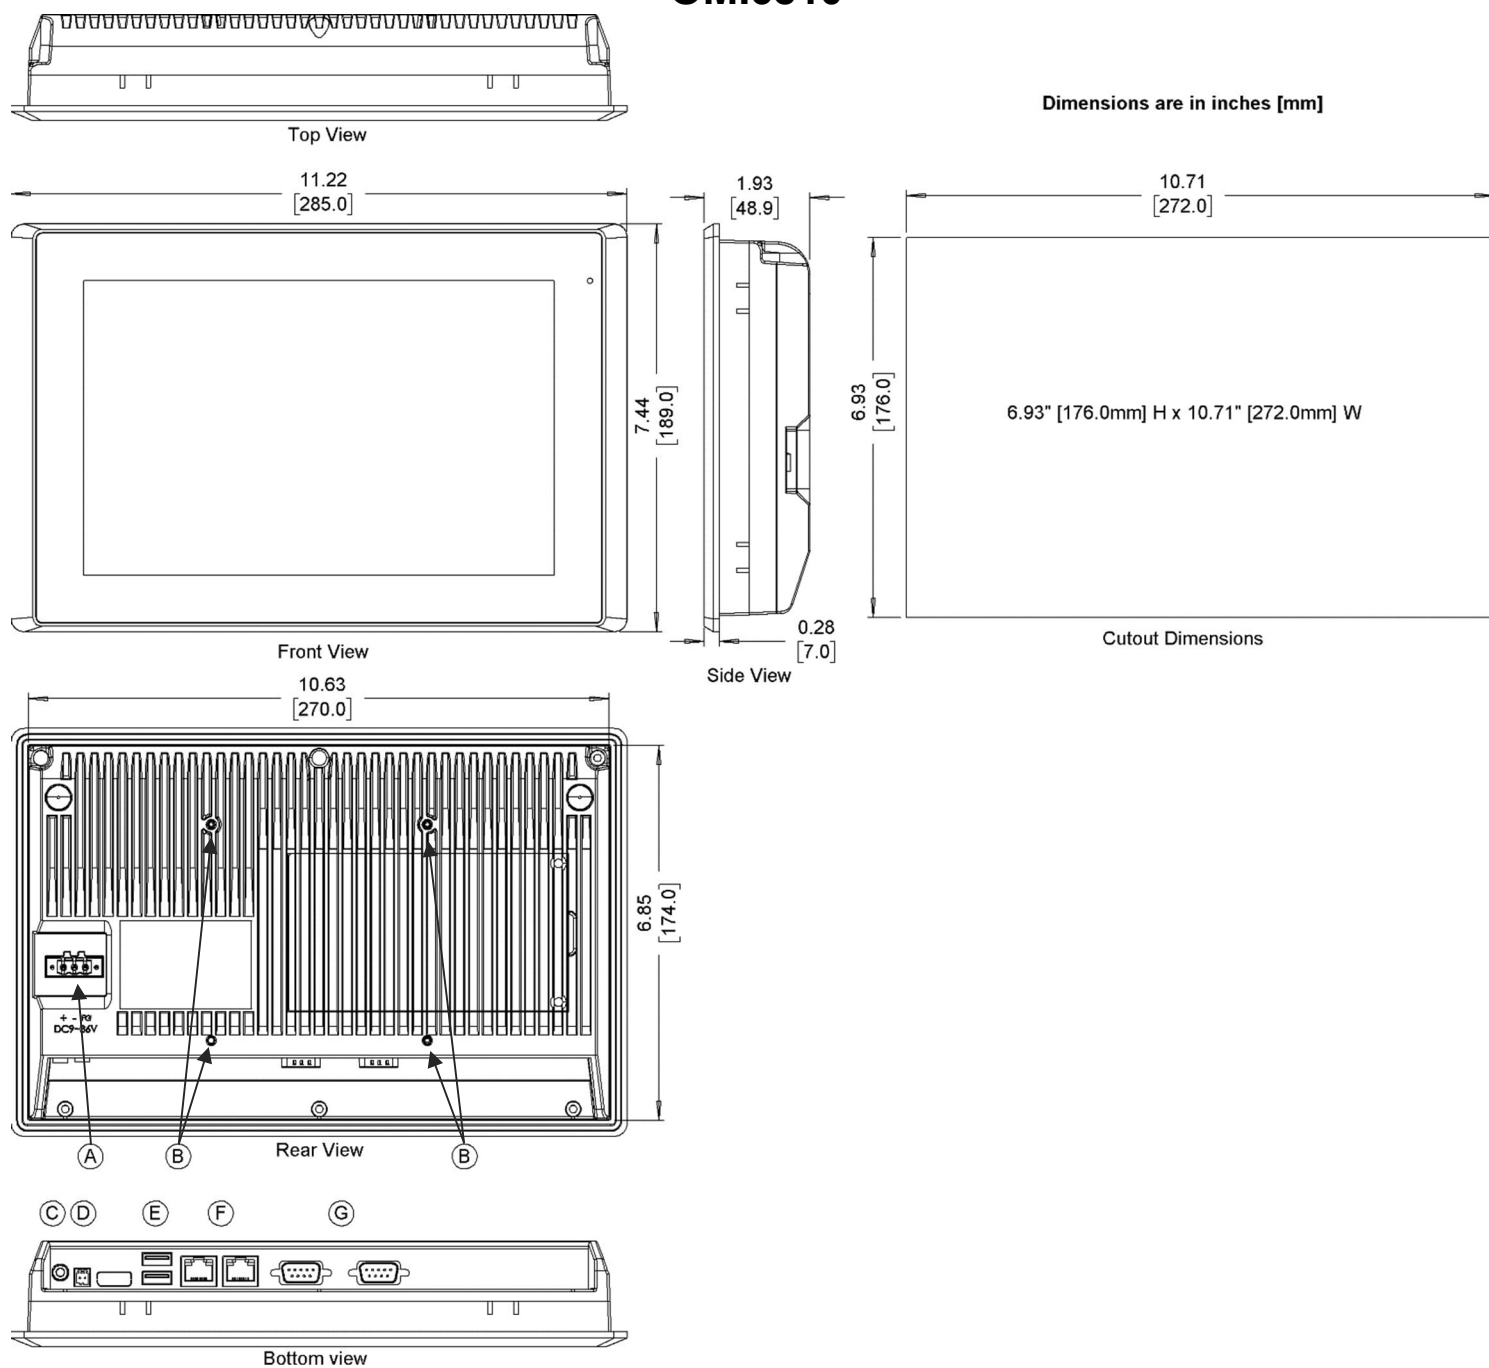 Top View
Dimensions are in inches [mm]
11.22
[285.0]
1.93
[48.9]
10.71
[272.0]
7.44
[189.0]
6.93
[176.0]
6.93" [176.0mm] H x 10.71" [272.0mm] W
Front View
0.28
[7.0]
Side View
Cutout Dimensions
10.63
[270.0]
6.85
[174.0]
+ -
DC9~36V
A
B
Rear View
B
C D E F G
Bottom view